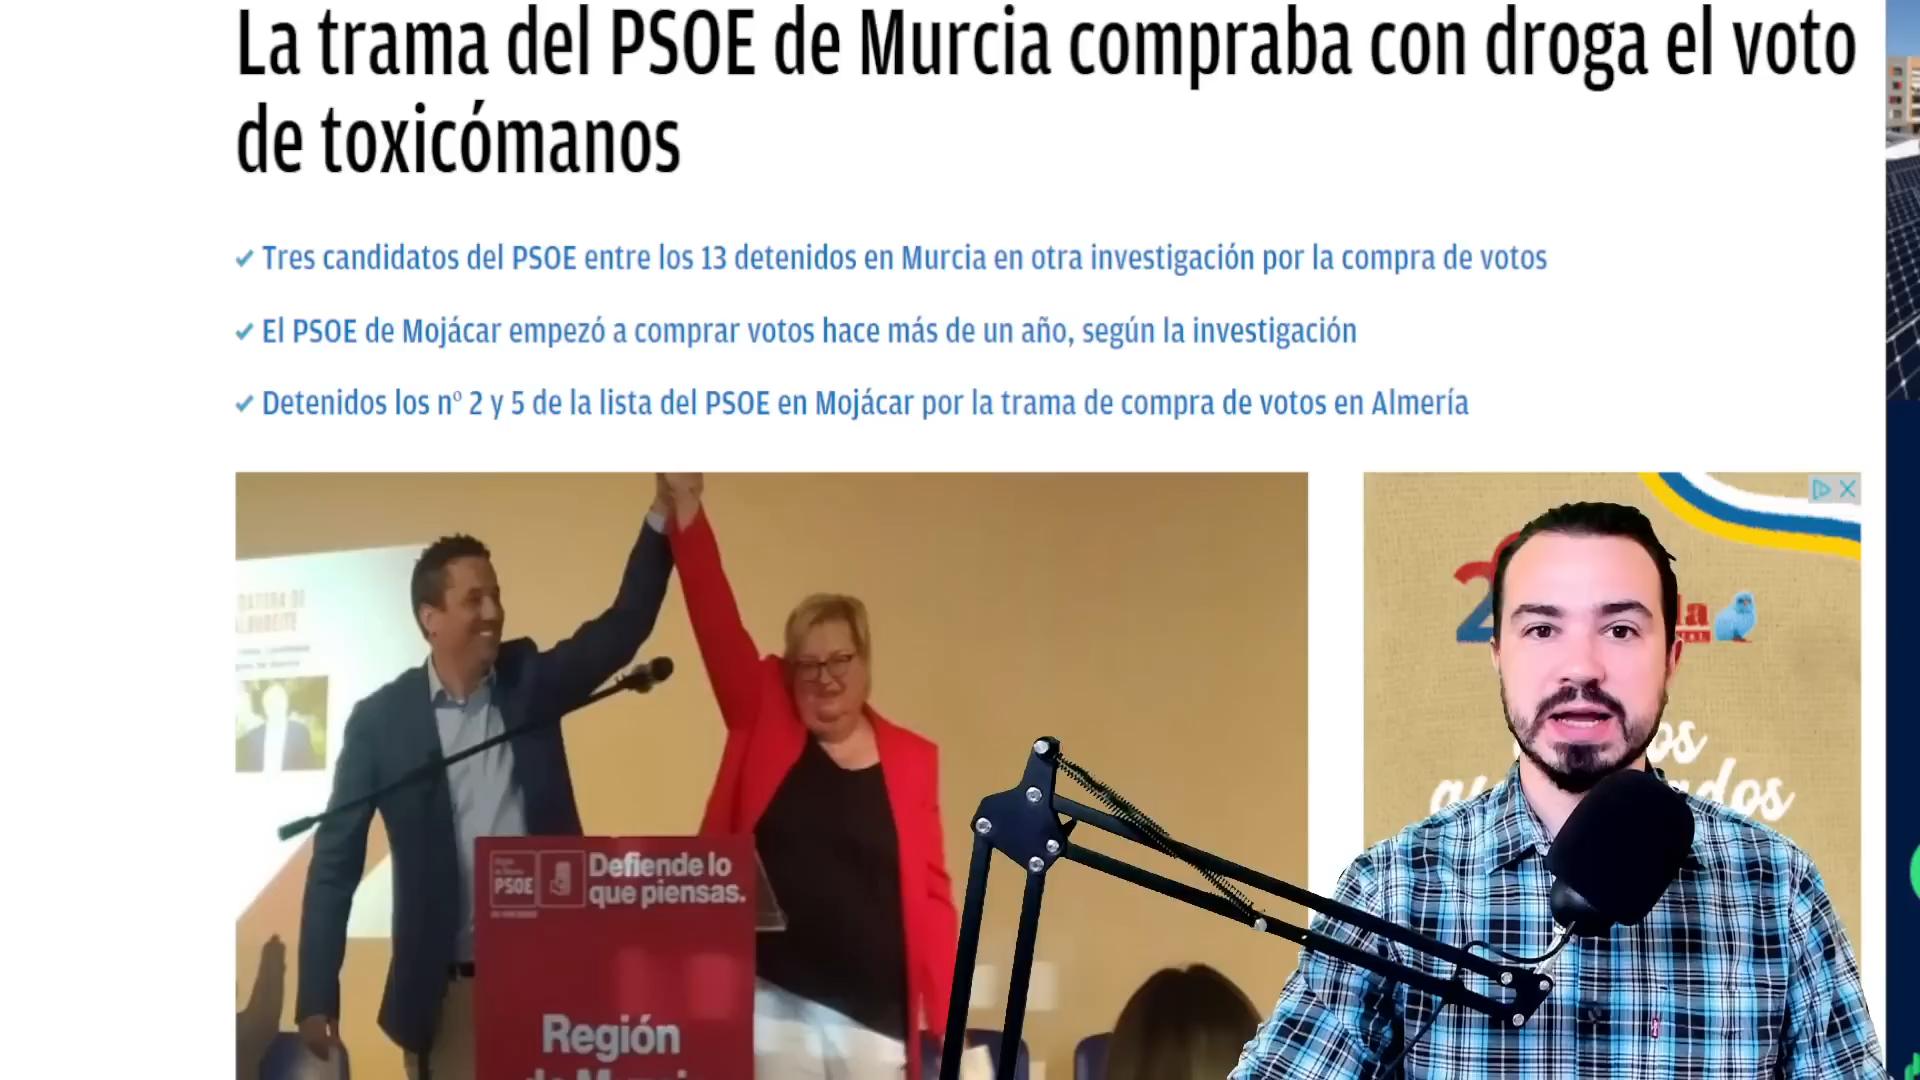 La trama del PSOE de Murcia compraba con droga el voto
de toxicómanos
Tres candidatos del PSOE entre los 13 detenidos en Murcia en otra investigación por la compra de votos
El PSOE de Mojácar empezó a comprar votos hace más de un año, según la investigación
Detenidos los nº 2 y 5 de la lista del PSOE en Mojácar por la trama de compra de votos en Almería
PSOE
Defiende lo
que piensas.
Región